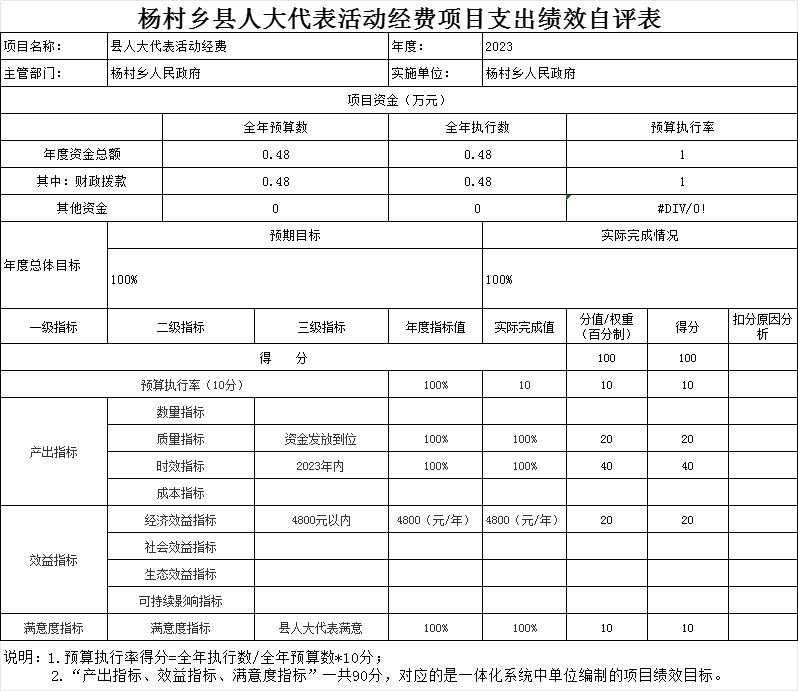 杨村乡县人大代表活动经费项目支出绩效自评表
项目名称： 县人大代表活动经费 年度： 2023
主管部门： 杨村乡人民政府 实施单位： 杨村乡人民政府
项目资金（万元）
全年预算数 全年执行数 预算执行率
年度资金总额 0.48 0.48 1
其中：财政拨款 0.48 0.48 1
其他资金 0 0 #DIV/0!
年度总体目标 预期目标 实际完成情况
100% 100%
一级指标 二级指标 三级指标 年度指标值 实际完成值 分值/权重（百分制） 得分 扣分原因分析
得 分 100 100
预算执行率（10分） 100% 10 10 10
产出指标 数量指标
质量指标 资金发放到位 100% 100% 20 20
时效指标 2023年内 100% 100% 40 40
成本指标
效益指标 经济效益指标 4800元以内 4800（元/年） 4800（元/年） 20 20
社会效益指标
生态效益指标
可持续影响指标
满意度指标 满意度指标 县人大代表满意 100% 100% 10 10
说明：1.预算执行率得分=全年执行数/全年预算数*10分；
2.“产出指标、效益指标、满意度指标”一共90分，对应的是一体化系统中单位编制的项目绩效目标。